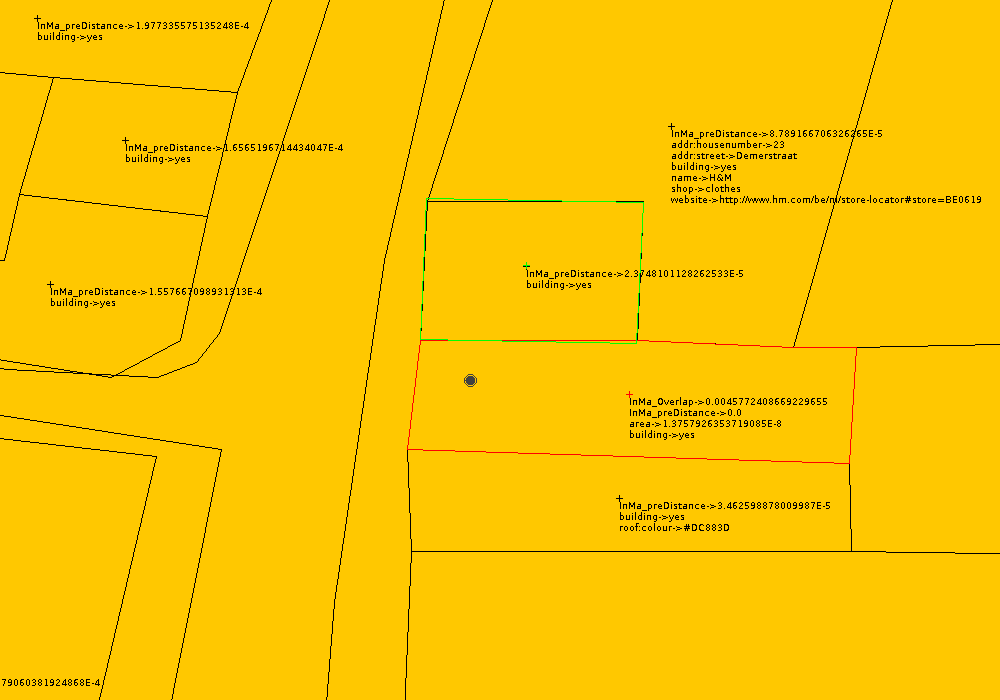 InMa_preDistance->1.977335575135248E-4
building->yes
InMa_preDistance->8.789166706326265E-5
addr:housenumber->23
addr:street->Demerstraat
building->yes
name->H&M
shop->clothes
website->http://www.hm.com/be/nl/store-locator#store=BE0619
InMa_preDistance->1.6565196714434047E-4
building->yes
InMa_preDistance->2.3748101128262533E-5
building->yes
InMa_preDistance->1.557667098931313E-4
building->yes
InMa_Overlap->0.0045772408669229655
InMa_preDistance->0.0
area->1.3757926353719085E-8
building->yes
InMa_preDistance->3.462598878009987E-5
building->yes
roof:colour->#DC883D
79060381924868E-4